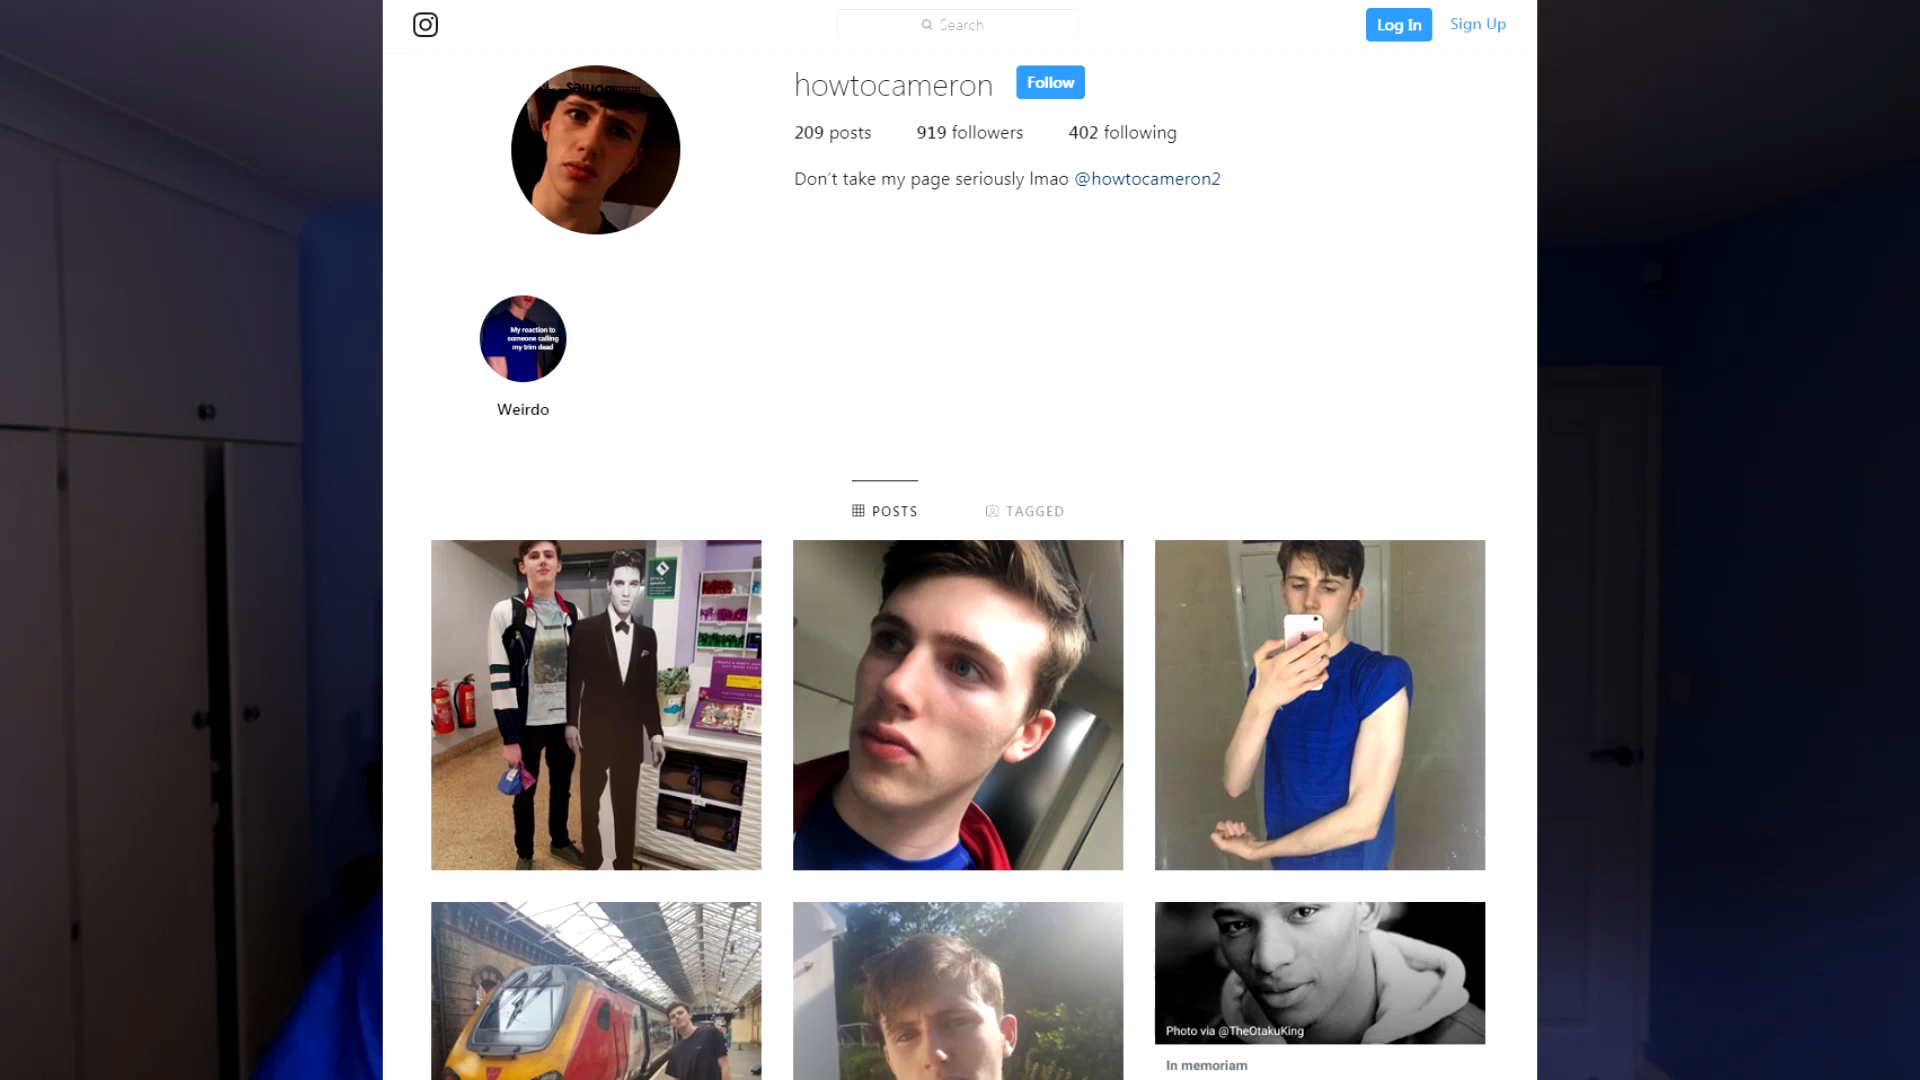 Search
Log In
Sign Up
howtocameron
Follow
209 posts
919 followers
402 following
Don't take my page seriously lmao @howtocameron2
My reaction to
someone calling
my trim dead
Weirdo
POSTS
TAGGED
Photo via @TheOtakuKing
In memoriam